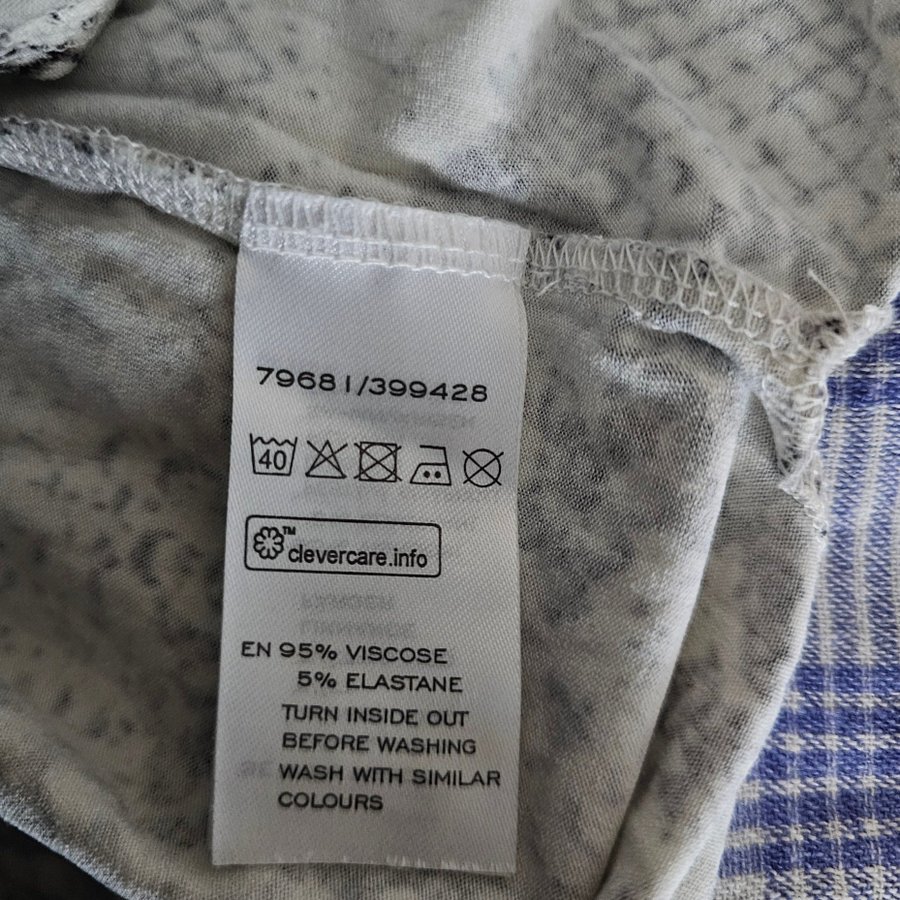 79681/399428
40
™
clevercare.info
EN 95% VISCOSE
5% ELASTANE
TURN INSIDE OUT
BEFORE WASHING
WASH WITH SIMILAR
COLOURS